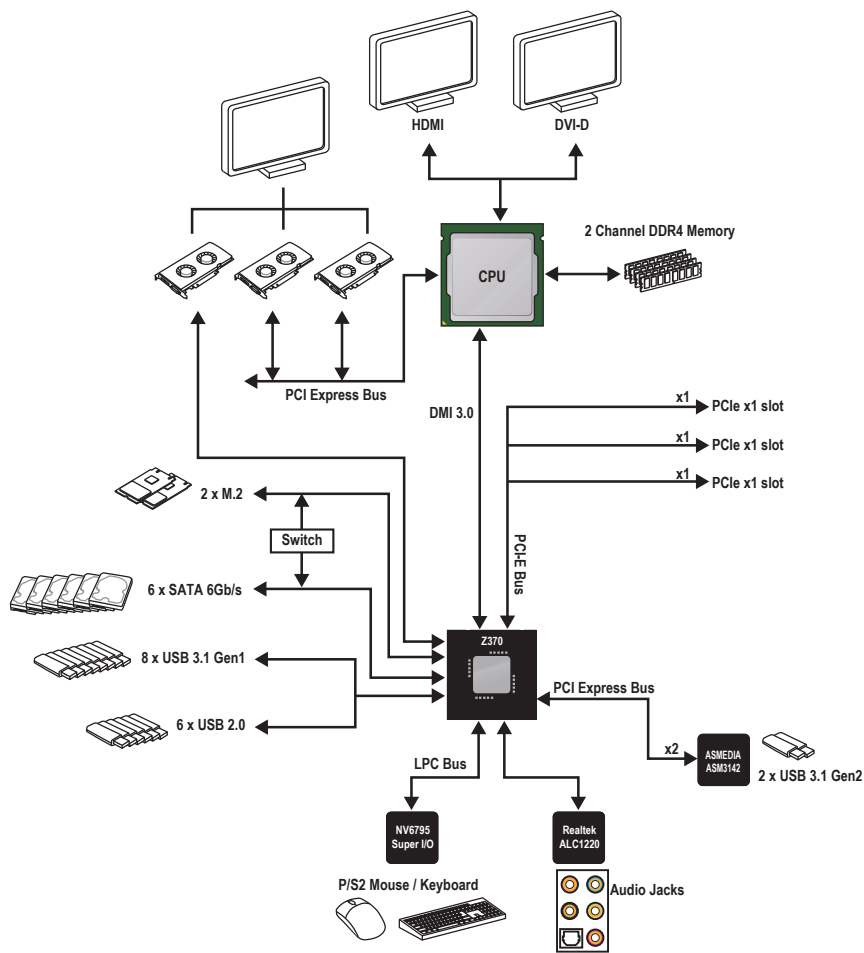 HDMI
DVI-D
2 Channel DDR4 Memory
CPU
PCI Express Bus
DMI 3.0
x1
PCIe x1 slot
x1
PCIe x1 slot
x1
PCIe x1 slot
2 x M.2
Switch
PCI-E Bus
6 x SATA 6Gb/s
Z370
8 x USB 3.1 Gen1
PCI Express Bus
6 x USB 2.0
x2
ASMEDIA
ASM3142
2 x USB 3.1 Gen2
LPC Bus
NV6795
Super I/O
Realtek
ALC1220
P/S2 Mouse / Keyboard
Audio Jacks